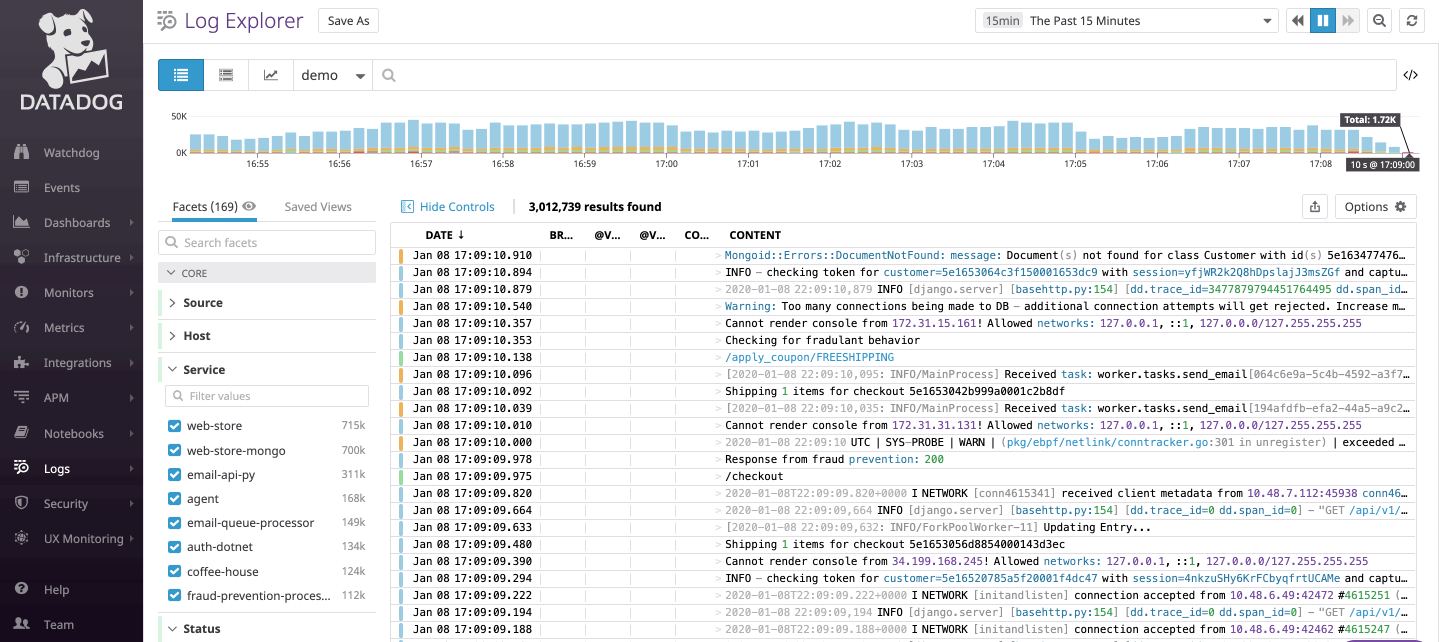 DATADOG
Watchdog
Events
Dashboards
Infrastructure
Monitors
Metrics
Integrations
APM
Notebooks
Logs
Security
UX Monitoring
Help
Team
Log Explorer
Save As
15min The Past 15 Minutes
demo
</>
50K
0K
Total: 1.72K
10 s @ 17:09:00
16:55 16:56 16:57 16:58 16:59 17:00 17:01 17:02 17:03 17:04 17:05 17:06 17:07 17:08
Facets (169)
Saved Views
Search facets
CORE
Source
Host
Service
Filter values
web-store 715k
web-store-mongo 700k
email-api-py 311k
agent 168k
email-queue-processor 149k
auth-dotnet 134k
coffee-house 124k
fraud-prevention-proces... 112k
Status
Hide Controls
3,012,739 results found
Options
DATE ↓ BR... @V... @V... CO... CONTENT
Jan 08 17:09:10.910 > Mongoid::Errors::DocumentNotFound: message: Document(s) not found for class Customer with id(s) 5e163477476…
Jan 08 17:09:10.894 > INFO – checking token for customer=5e1653064c3f150001653dc9 with session=yfjWR2k2Q8hDpslajJ3msZGf and captu…
Jan 08 17:09:10.879 > 2020-01-08 22:09:10,879 INFO [django.server] [basehttp.py:154] [dd.trace_id=3477879794451764495 dd.span_id…
Jan 08 17:09:10.540 > Warning: Too many connections being made to DB – additional connection attempts will get rejected. Increase m…
Jan 08 17:09:10.357 > Cannot render console from 172.31.15.161! Allowed networks: 127.0.0.1, ::1, 127.0.0.0/127.255.255.255
Jan 08 17:09:10.353 > Checking for fradulant behavior
Jan 08 17:09:10.138 > /apply_coupon/FREESHIPPING
Jan 08 17:09:10.096 > [2020-01-08 22:09:10,095: INFO/MainProcess] Received task: worker.tasks.send_email[064c6e9a-5c4b-4592-a3f7…
Jan 08 17:09:10.092 > Shipping 1 items for checkout 5e1653042b999a0001c2b8df
Jan 08 17:09:10.039 > [2020-01-08 22:09:10,035: INFO/MainProcess] Received task: worker.tasks.send_email[194afdfb-efa2-44a5-a9c2…
Jan 08 17:09:10.010 > Cannot render console from 172.31.31.131! Allowed networks: 127.0.0.1, ::1, 127.0.0.0/127.255.255.255
Jan 08 17:09:10.000 > 2020-01-08 22:09:10 UTC | SYS-PROBE | WARN | (pkg/ebpf/netlink/conntracker.go:301 in unregister) | exceeded …
Jan 08 17:09:09.978 > Response from fraud prevention: 200
Jan 08 17:09:09.975 > /checkout
Jan 08 17:09:09.820 > 2020-01-08T22:09:09.820+0000 I NETWORK [conn4615341] received client metadata from 10.48.7.112:45938 conn46…
Jan 08 17:09:09.664 > 2020-01-08 22:09:09,664 INFO [django.server] [basehttp.py:154] [dd.trace_id=0 dd.span_id=0] – "GET /api/v1/…
Jan 08 17:09:09.633 > [2020-01-08 22:09:09,632: INFO/ForkPoolWorker-11] Updating Entry...
Jan 08 17:09:09.480 > Shipping 1 items for checkout 5e1653056d8854000143d3ec
Jan 08 17:09:09.390 > Cannot render console from 34.199.168.245! Allowed networks: 127.0.0.1, ::1, 127.0.0.0/127.255.255.255
Jan 08 17:09:09.294 > INFO – checking token for customer=5e16520785a5f20001f4dc47 with session=4nkzuSHy6KrFCbyqfrtUCAMe and captu…
Jan 08 17:09:09.222 > 2020-01-08T22:09:09.222+0000 I NETWORK [initandlisten] connection accepted from 10.48.6.49:42472 #4615251 (…
Jan 08 17:09:09.194 > 2020-01-08 22:09:09,194 INFO [django.server] [basehttp.py:154] [dd.trace_id=0 dd.span_id=0] – "GET /api/v1/…
Jan 08 17:09:09.188 > 2020-01-08T22:09:09.188+0000 I NETWORK [initandlisten] connection accepted from 10.48.6.49:42462 #4615247 (…